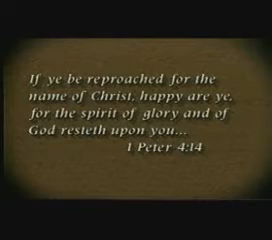 If ye be reproached for the
name of Christ, happy are ye,
for the spirit of glory and of
God resteth upon you...
1 Peter 4:14